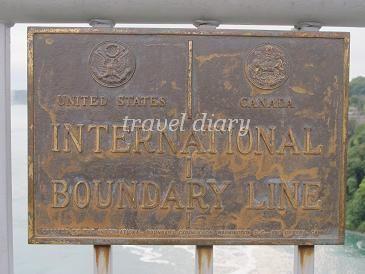 UNITED STATES CANADA
travel diary
INTERNATIONAL
BOUNDARY LINE